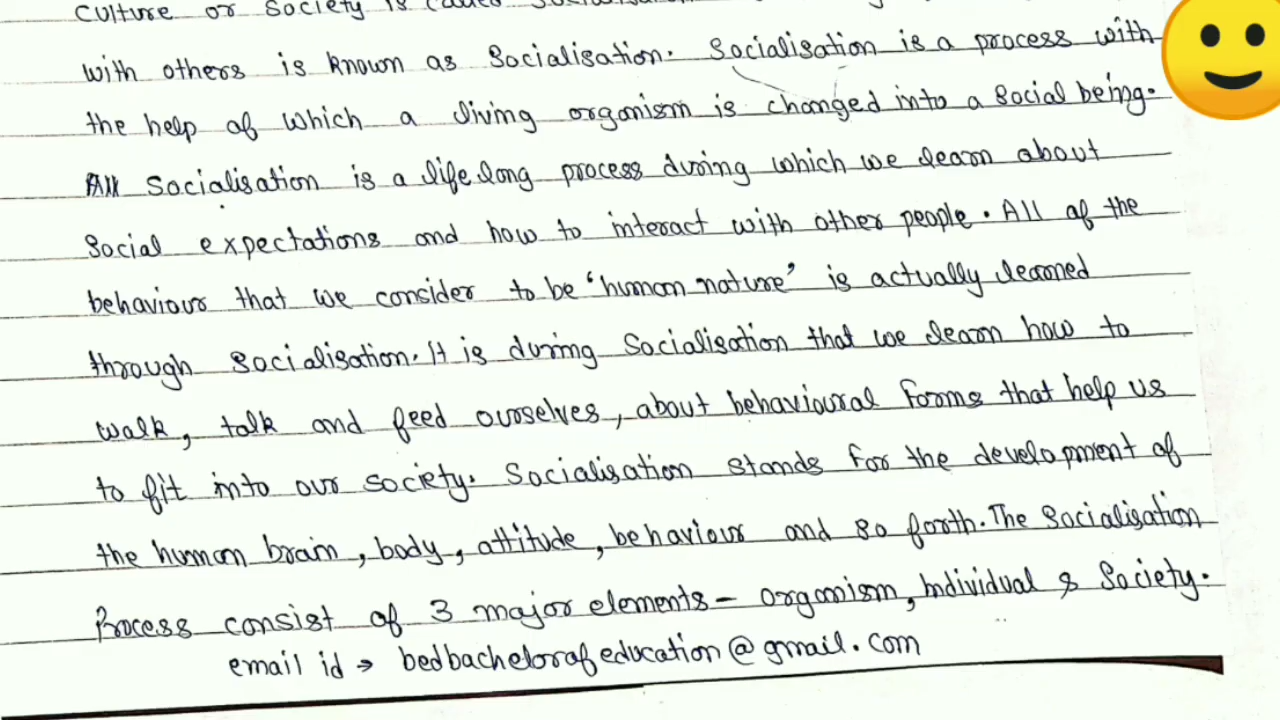 culture or society is called
with others is known as Socialisation. Socialisation is a process with
the help of which a living organism is changed into a social being.
All Socialisation is a life long process during which we learn about
social expectations and how to interact with other people. All of the
behaviour that we consider to be 'human nature' is actually learned
through socialisation. It is during Socialisation that we learn how to
walk, talk and feed ourselves, about behavioural forms that help us
to fit into our society. Socialisation stands for the development of
the human brain, body, attitude, behaviour and so forth. The Socialisation
Process consist of 3 major elements - organism, Individual & Society.
email id → bedbachelorofeducation@gmail.com